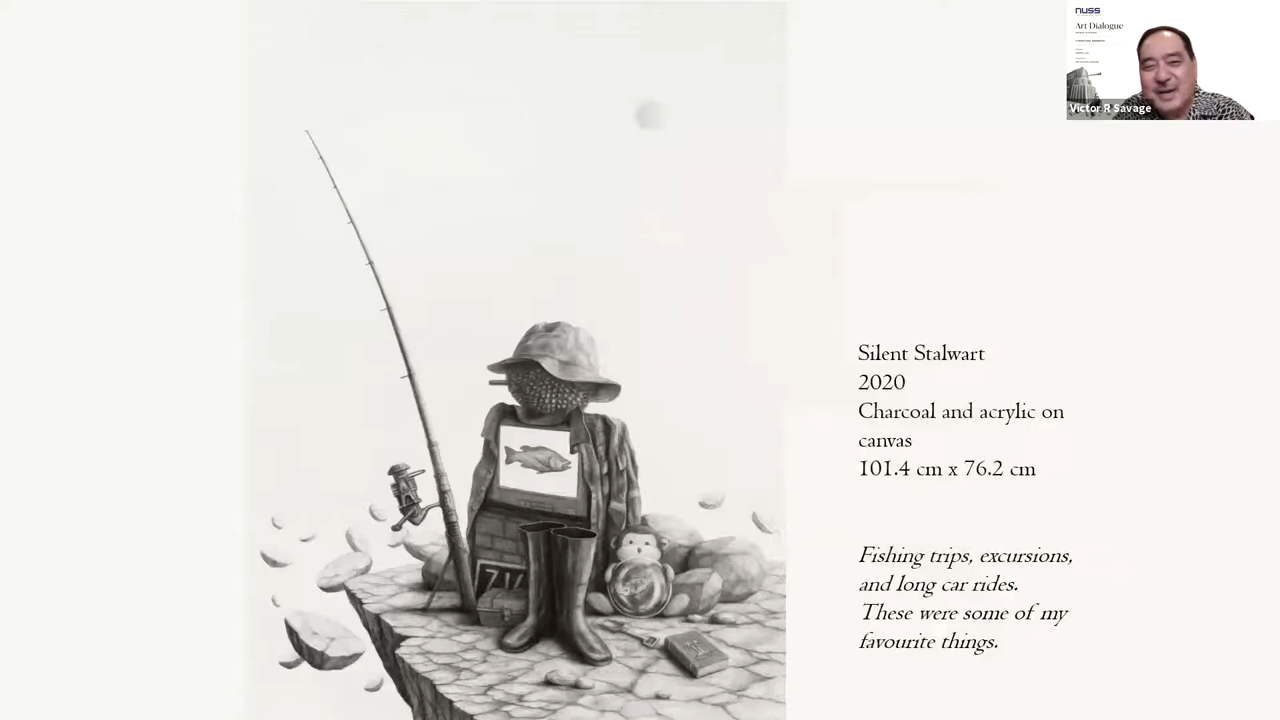 nuss
Art Dialogue
Victor R Savage
Silent Stalwart
2020
Charcoal and acrylic on
canvas
101.4 cm x 76.2 cm
Fishing trips, excursions,
and long car rides.
These were some of my
favourite things.